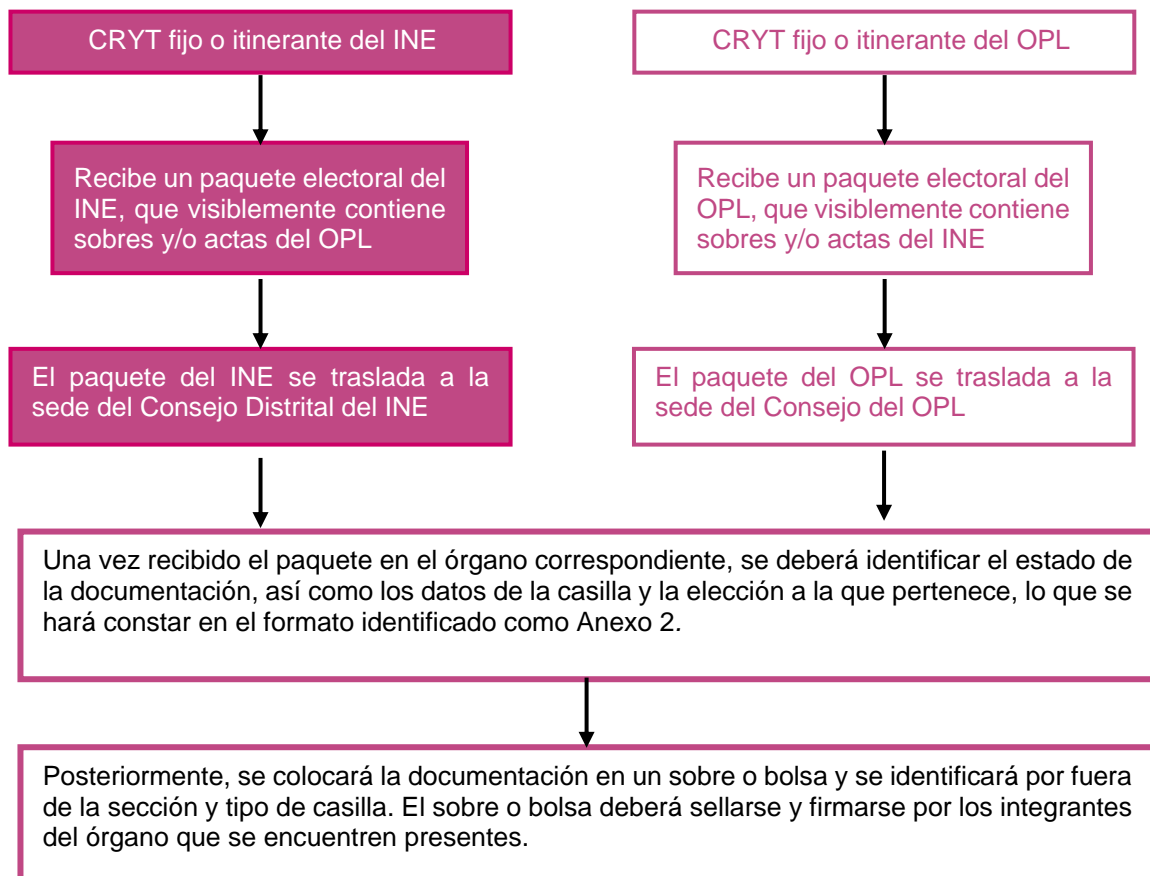 CRYT fijo o itinerante del INE
CRYT fijo o itinerante del OPL
Recibe un paquete electoral del
INE, que visiblemente contiene
sobres y/o actas del OPL
Recibe un paquete electoral del
OPL, que visiblemente contiene
sobres y/o actas del INE
El paquete del INE se traslada a la
sede del Consejo Distrital del INE
El paquete del OPL se traslada a la
sede del Consejo del OPL
Una vez recibido el paquete en el órgano correspondiente, se deberá identificar el estado de
la documentación, así como los datos de la casilla y la elección a la que pertenece, lo que se
hará constar en el formato identificado como Anexo 2.
Posteriormente, se colocará la documentación en un sobre o bolsa y se identificará por fuera
de la sección y tipo de casilla. El sobre o bolsa deberá sellarse y firmarse por los integrantes
del órgano que se encuentren presentes.